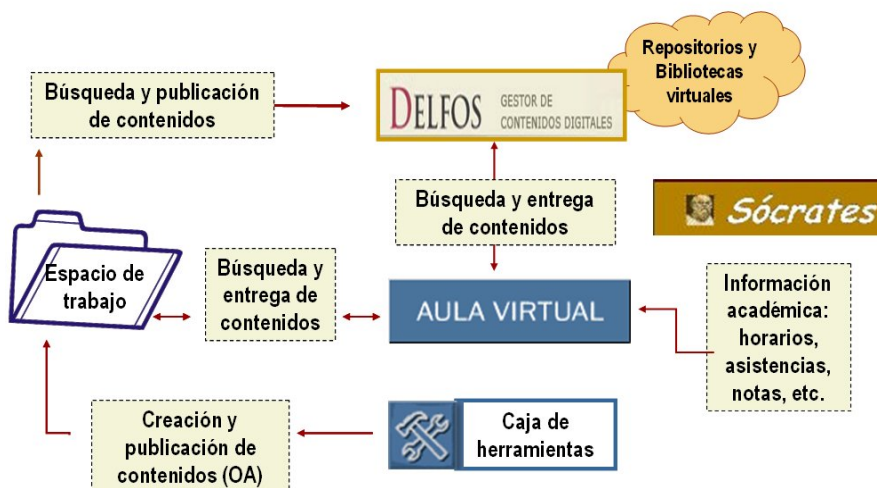 Repositorios y
Bibliotecas
virtuales
Búsqueda y publicación
de contenidos
DELFOS
GESTOR DE
CONTENIDOS DIGITALES
Búsqueda y entrega
de contenidos
Sócrates
Espacio de
trabajo
Búsqueda y
entrega de
contenidos
AULA VIRTUAL
Información
académica:
horarios,
asistencias,
notas, etc.
Creación y
publicación de
contenidos (OA)
Caja de
herramientas